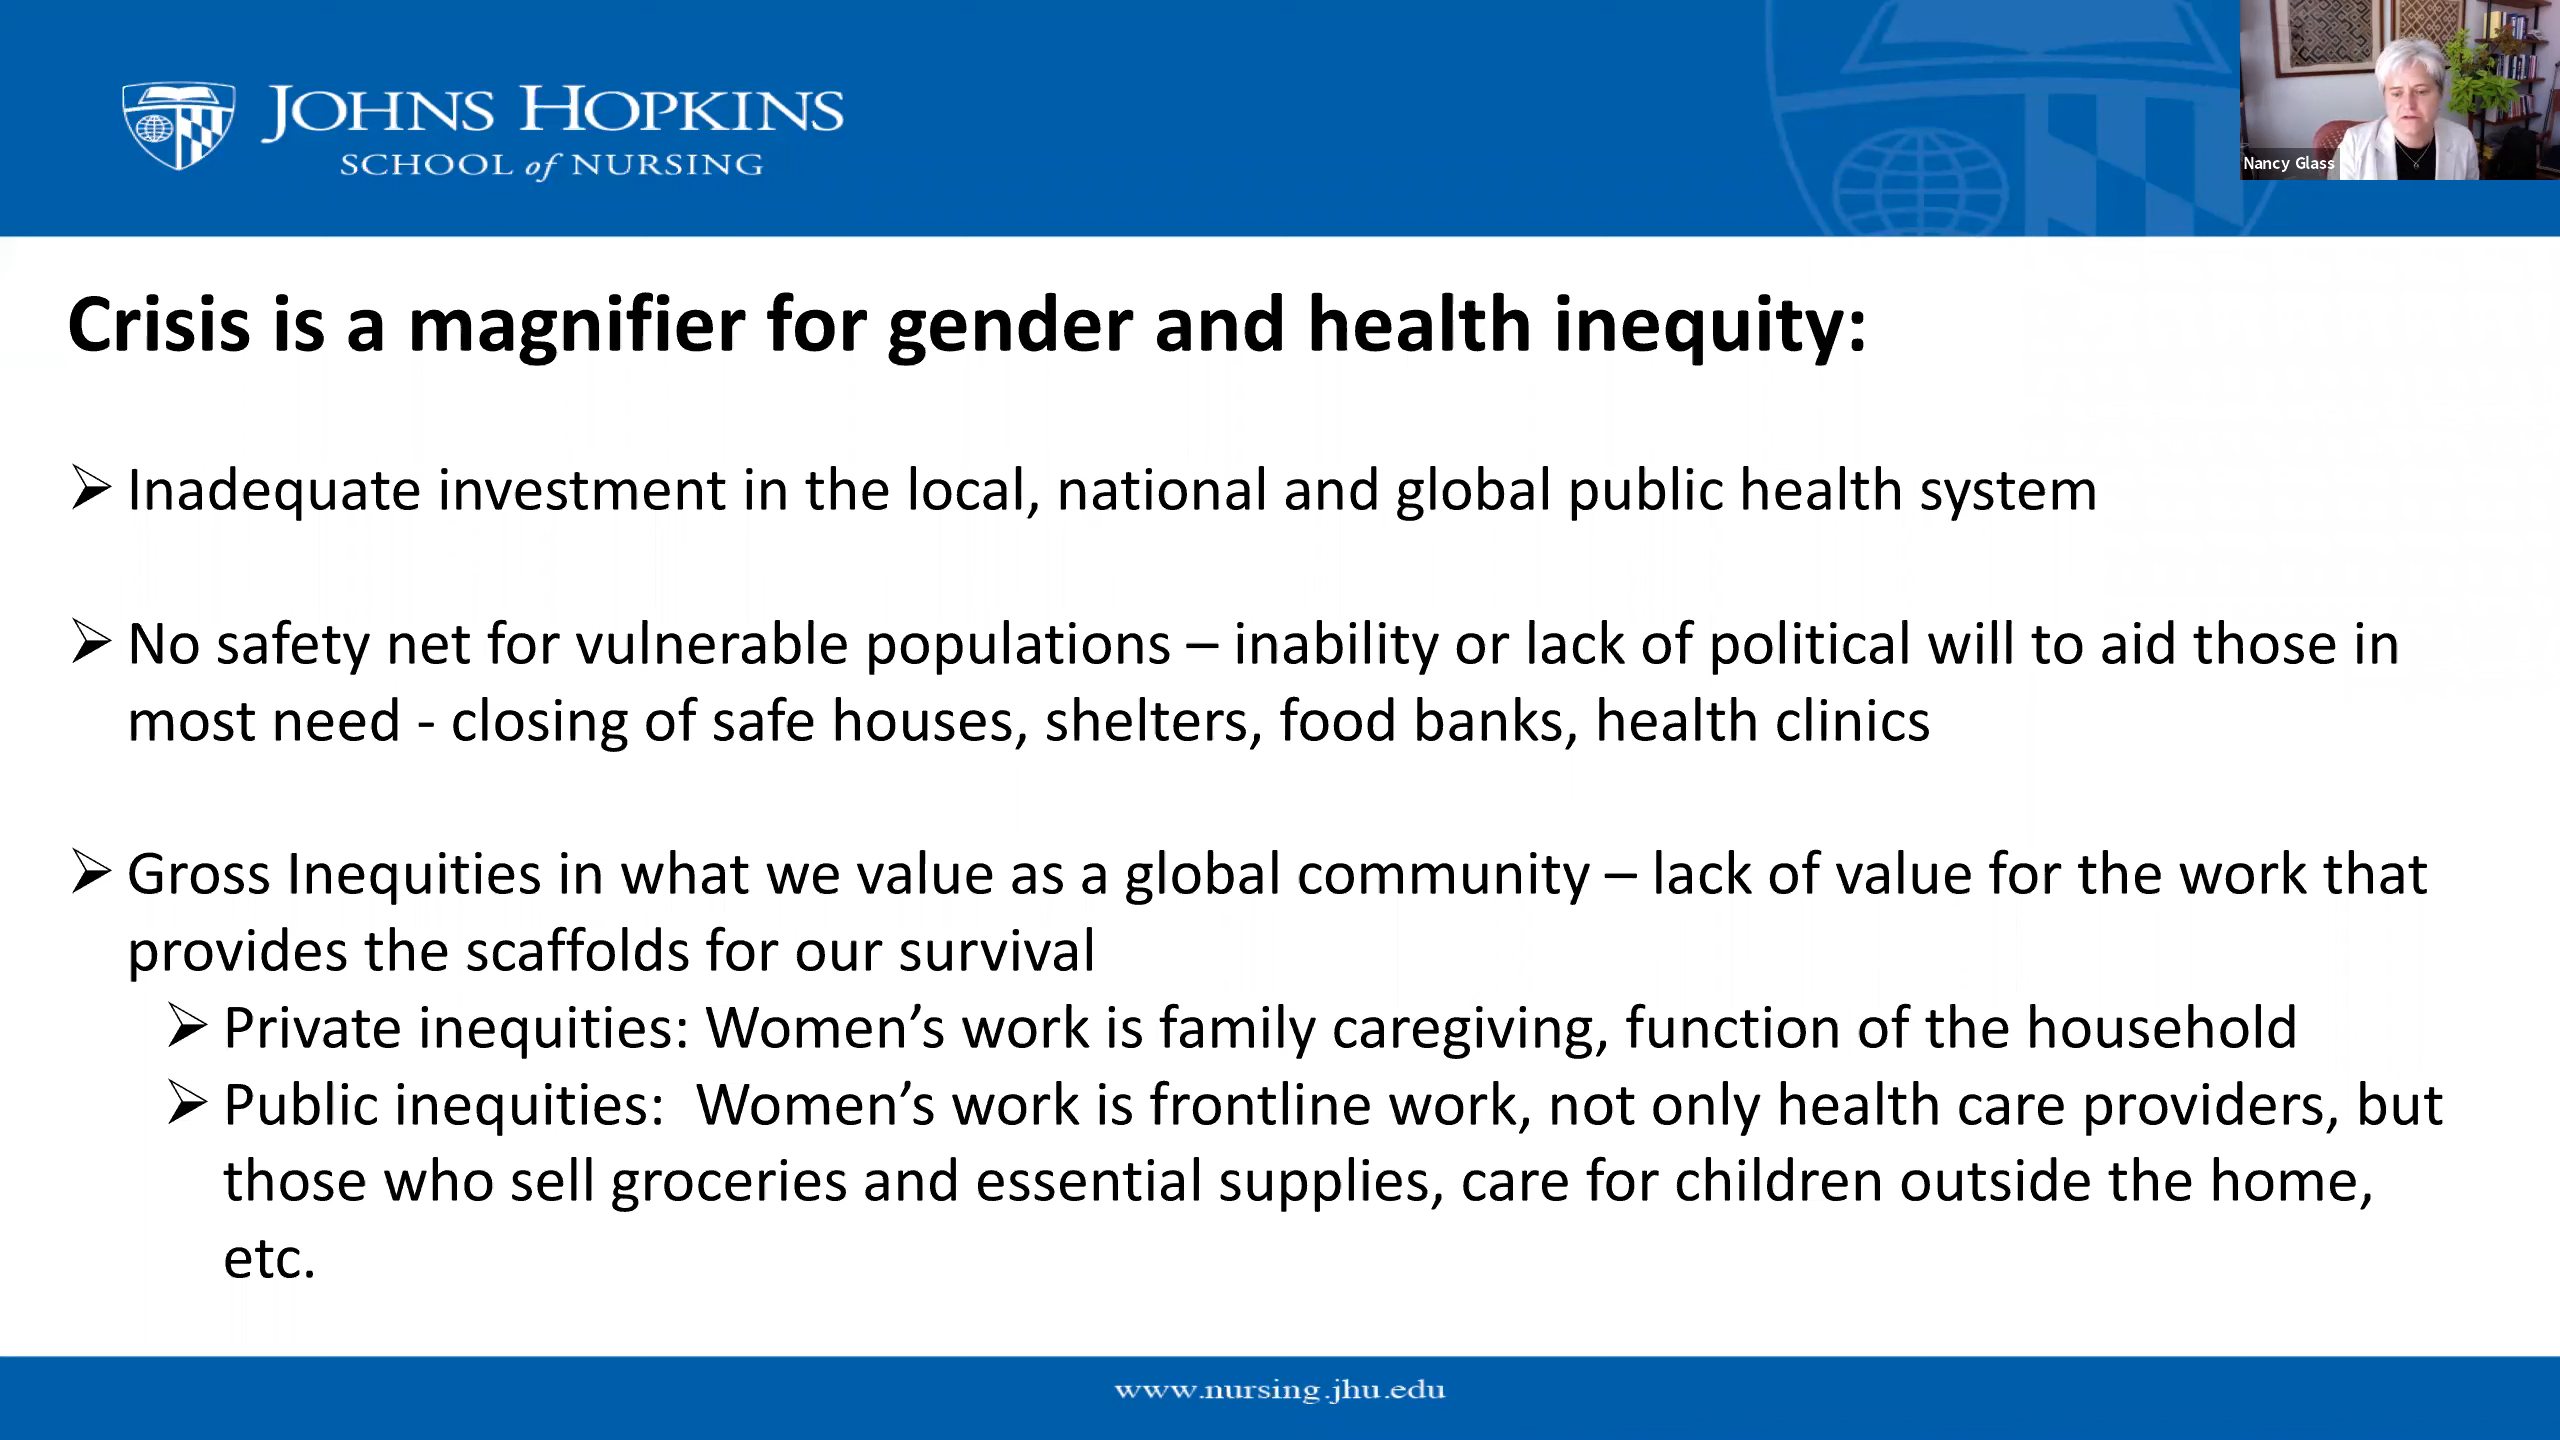 JOHNS HOPKINS
SCHOOL of NURSING
Nancy Glass
Crisis is a magnifier for gender and health inequity:
➢ Inadequate investment in the local, national and global public health system
➢ No safety net for vulnerable populations – inability or lack of political will to aid those in
most need - closing of safe houses, shelters, food banks, health clinics
➢ Gross Inequities in what we value as a global community – lack of value for the work that
provides the scaffolds for our survival
➢ Private inequities: Women’s work is family caregiving, function of the household
➢ Public inequities:  Women’s work is frontline work, not only health care providers, but
those who sell groceries and essential supplies, care for children outside the home,
etc.
www.nursing.jhu.edu